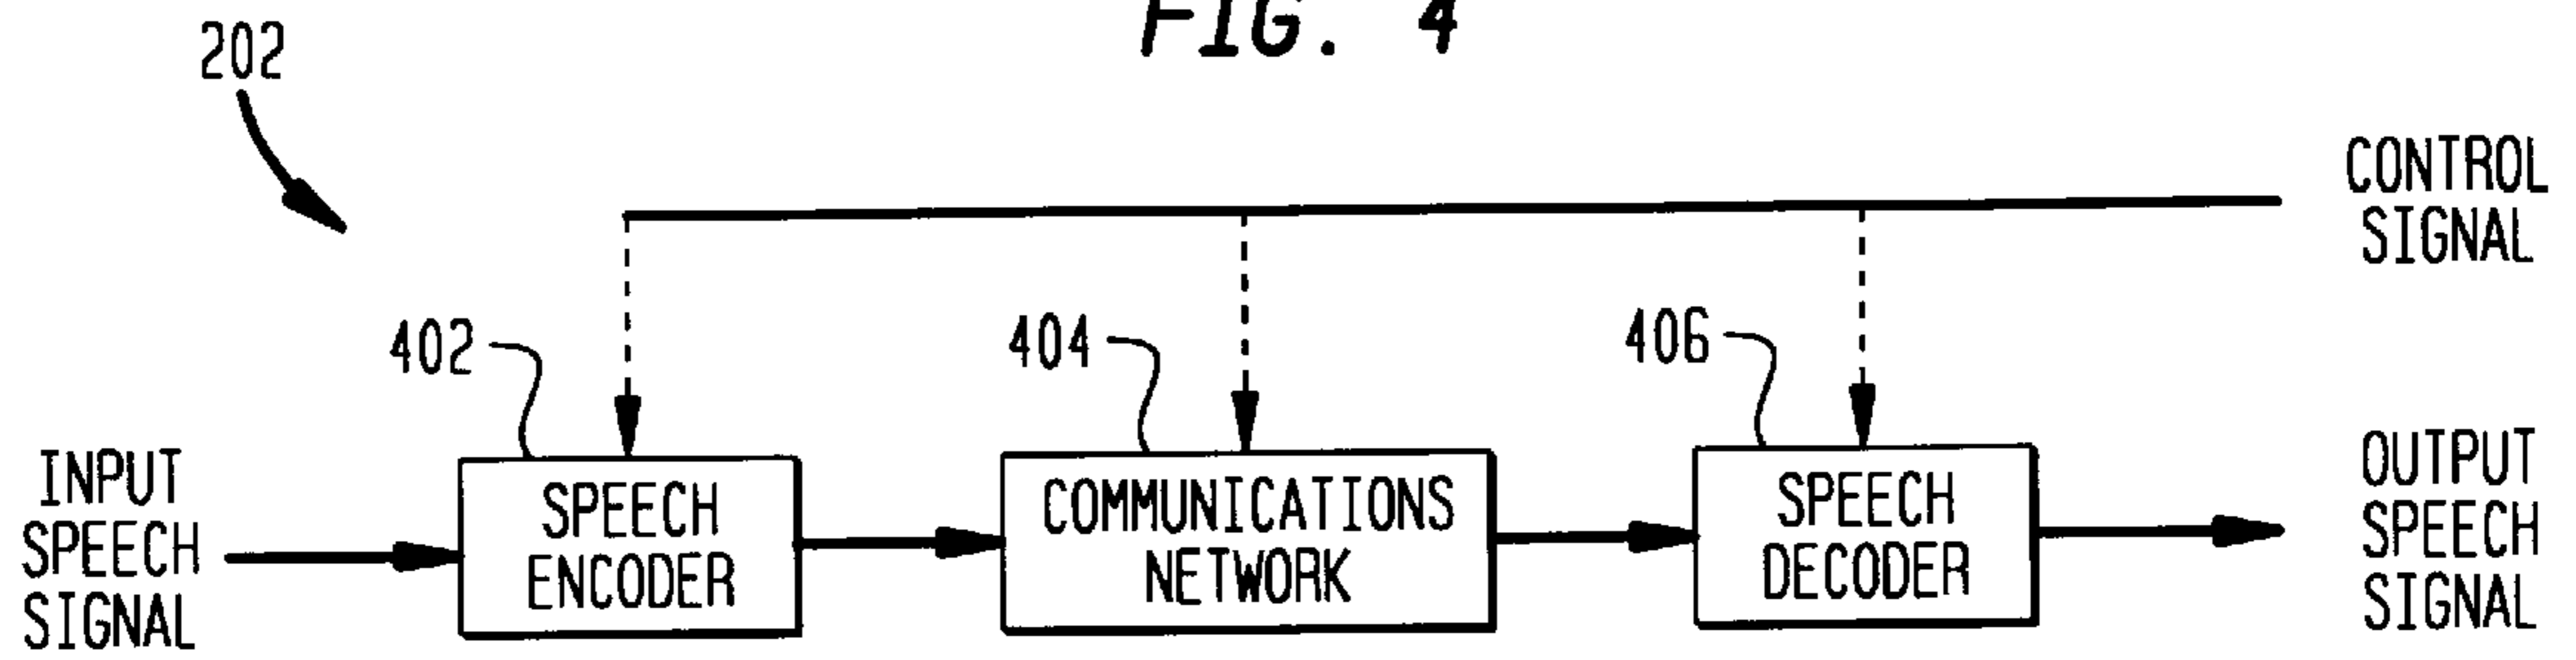 FIG. 4
202
CONTROL
SIGNAL
402
404
406
INPUT
SPEECH
SIGNAL
SPEECH
ENCODER
COMMUNICATIONS
NETWORK
SPEECH
DECODER
OUTPUT
SPEECH
SIGNAL